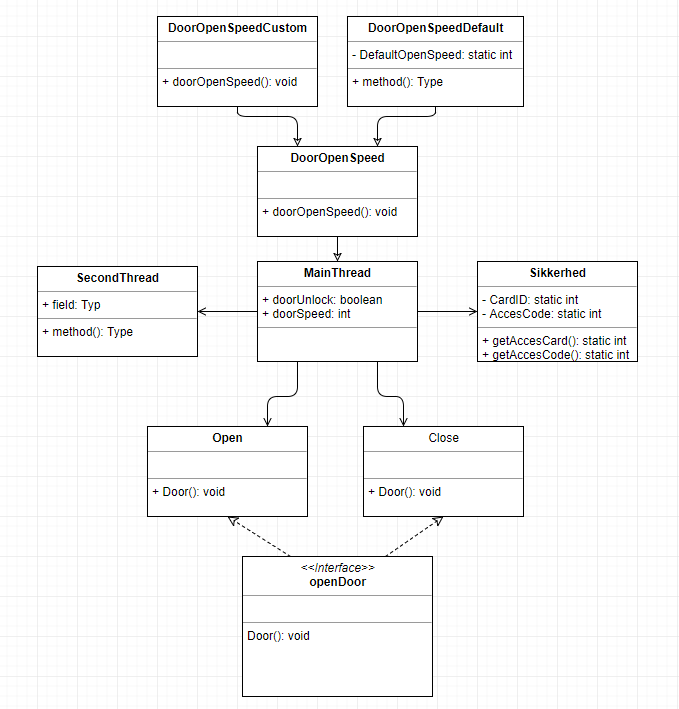 DoorOpenSpeedCustom
+ doorOpenSpeed(): void
DoorOpenSpeedDefault
- DefaultOpenSpeed: static int
+ method(): Type
DoorOpenSpeed
+ doorOpenSpeed(): void
SecondThread
+ field: Typ
+ method(): Type
MainThread
+ doorUnlock: boolean
+ doorSpeed: int
Sikkerhed
- CardID: static int
- AccesCode: static int
+ getAccesCard(): static int
+ getAccesCode(): static int
Open
+ Door(): void
Close
+ Door(): void
<<interface>>
openDoor
Door(): void